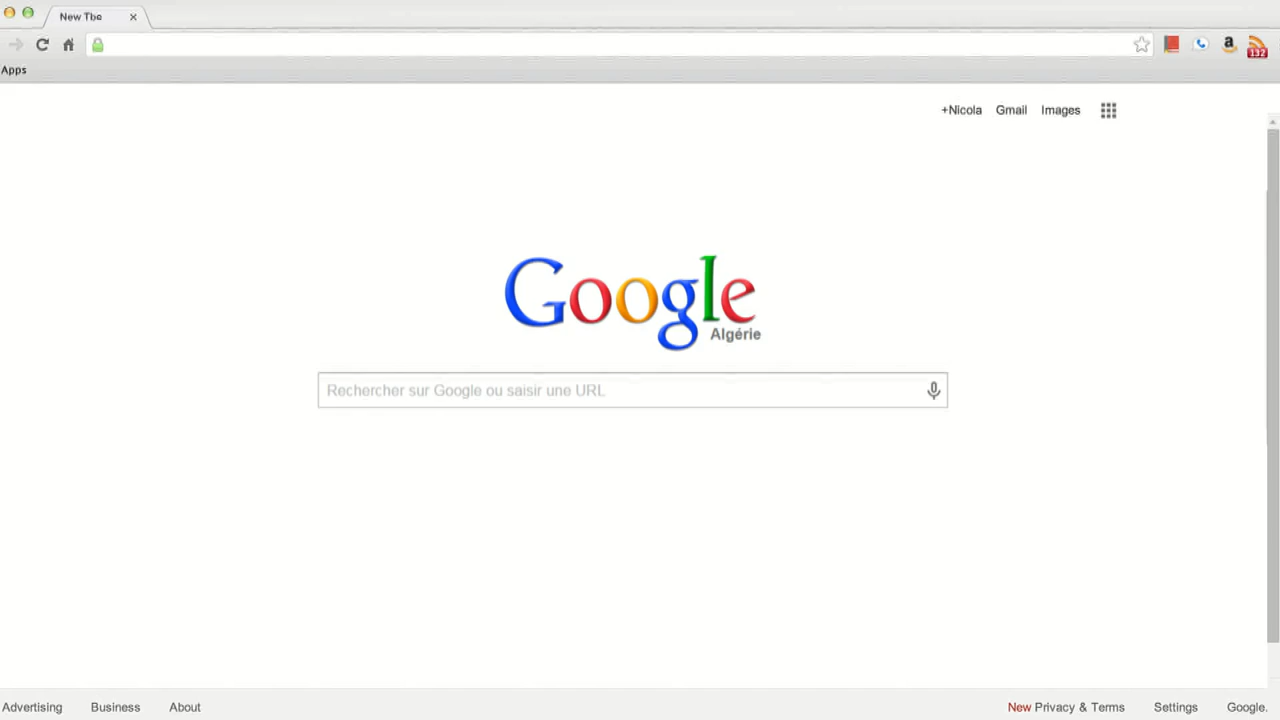 New Tbe
Apps
132
+Nicola Gmail Images
Google
Algérie
Rechercher sur Google ou saisir une URL
Advertising Business About New Privacy & Terms Settings Google.